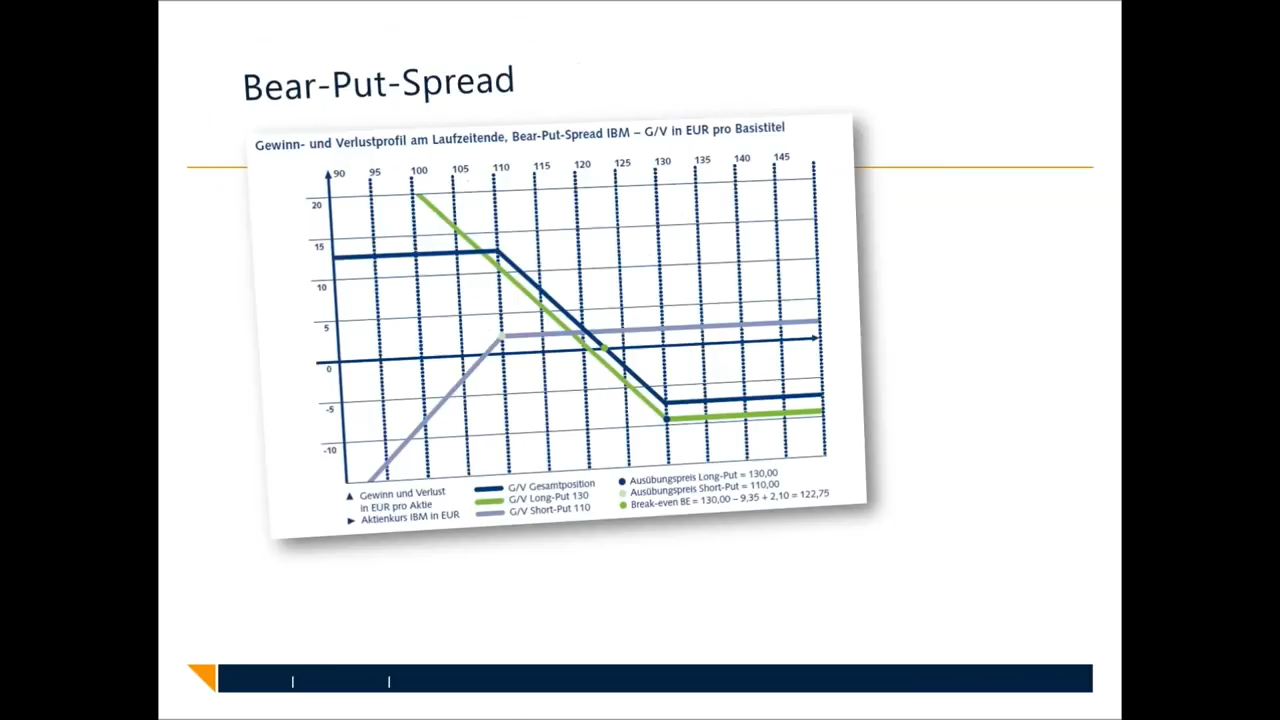 Bear-Put-Spread
Gewinn- und Verlustprofil am Laufzeitende, Bear-Put-Spread IBM – G/V in EUR pro Basistitel
90 95 100 105 110 115 120 125 130 135 140 145
20
15
10
5
0
-5
-10
Gewinn und Verlust
in EUR pro Aktie
Aktienkurs IBM in EUR
G/V Gesamtposition
G/V Long-Put 130
G/V Short-Put 110
Ausübungspreis Long-Put = 130,00
Ausübungspreis Short-Put = 110,00
Break-even BE = 130,00 – 9,35 + 2,10 = 122,75